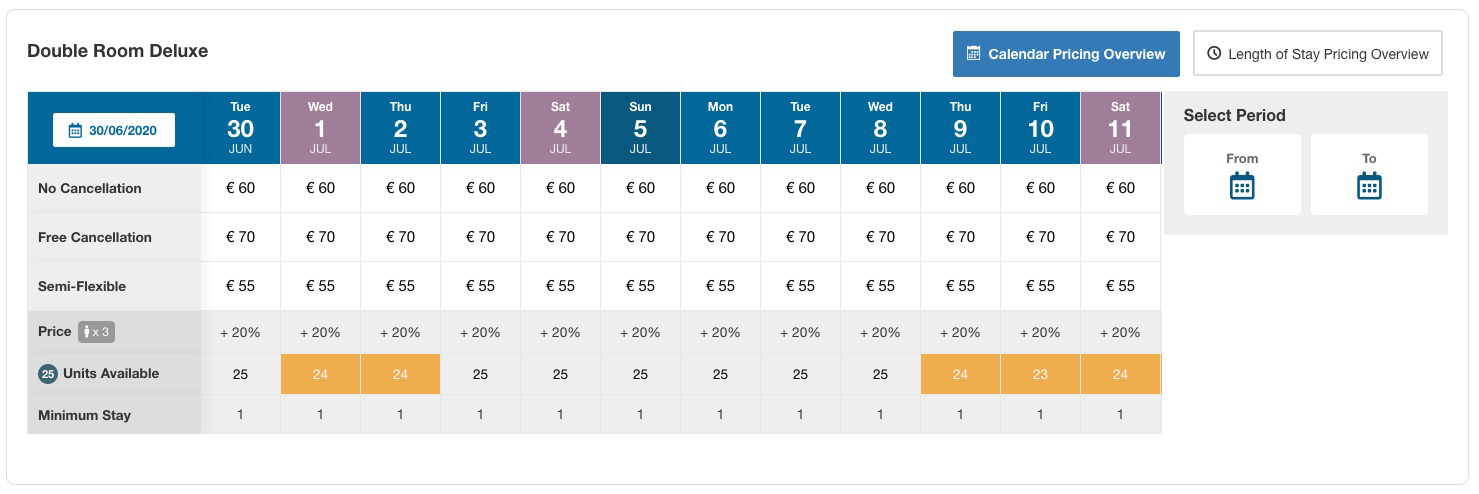 Double Room Deluxe
Calendar Pricing Overview
Length of Stay Pricing Overview
30/06/2020
Tue Wed Thu Fri Sat Sun Mon Tue Wed Thu Fri Sat
30 1 2 3 4 5 6 7 8 9 10 11
JUN JUL JUL JUL JUL JUL JUL JUL JUL JUL JUL JUL
Select Period
From To
No Cancellation € 60 € 60 € 60 € 60 € 60 € 60 € 60 € 60 € 60 € 60 € 60 € 60
Free Cancellation € 70 € 70 € 70 € 70 € 70 € 70 € 70 € 70 € 70 € 70 € 70 € 70
Semi-Flexible € 55 € 55 € 55 € 55 € 55 € 55 € 55 € 55 € 55 € 55 € 55 € 55
Price x 3 + 20% + 20% + 20% + 20% + 20% + 20% + 20% + 20% + 20% + 20% + 20% + 20%
25 Units Available 25 24 24 25 25 25 25 25 25 24 23 24
Minimum Stay 1 1 1 1 1 1 1 1 1 1 1 1